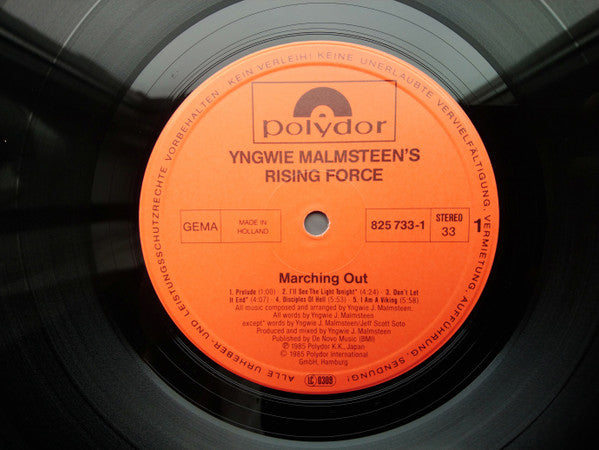 ALLE URHEBER- UND LEISTUNGSSCHUTZRECHTE VORBEHALTEN · KEIN VERLEIH! KEINE UNERLAUBTE VERVIELFÄLTIGUNG, VERMIETUNG, AUFFÜHRUNG, SENDUNG!
polydor
YNGWIE MALMSTEEN'S
RISING FORCE
GEMA
MADE IN
HOLLAND
825 733-1
STEREO
33
1
Marching Out
1. Prelude (1:00) · 2. I'll See The Light Tonight" (4:24) · 3. Don't Let
It End" (4:07) · 4. Disciples Of Hell (5:53) · 5. I Am A Viking (5:58)
All music composed and arranged by Yngwie J. Malmsteen.
All words by Yngwie J. Malmsteen
except" words by Yngwie J. Malmsteen/Jeff Scott Soto
Produced and mixed by Yngwie J. Malmsteen
Published by De Novo Music (BMI)
℗ 1985 Polydor K.K., Japan
© 1985 Polydor International
GmbH, Hamburg
LC 0309